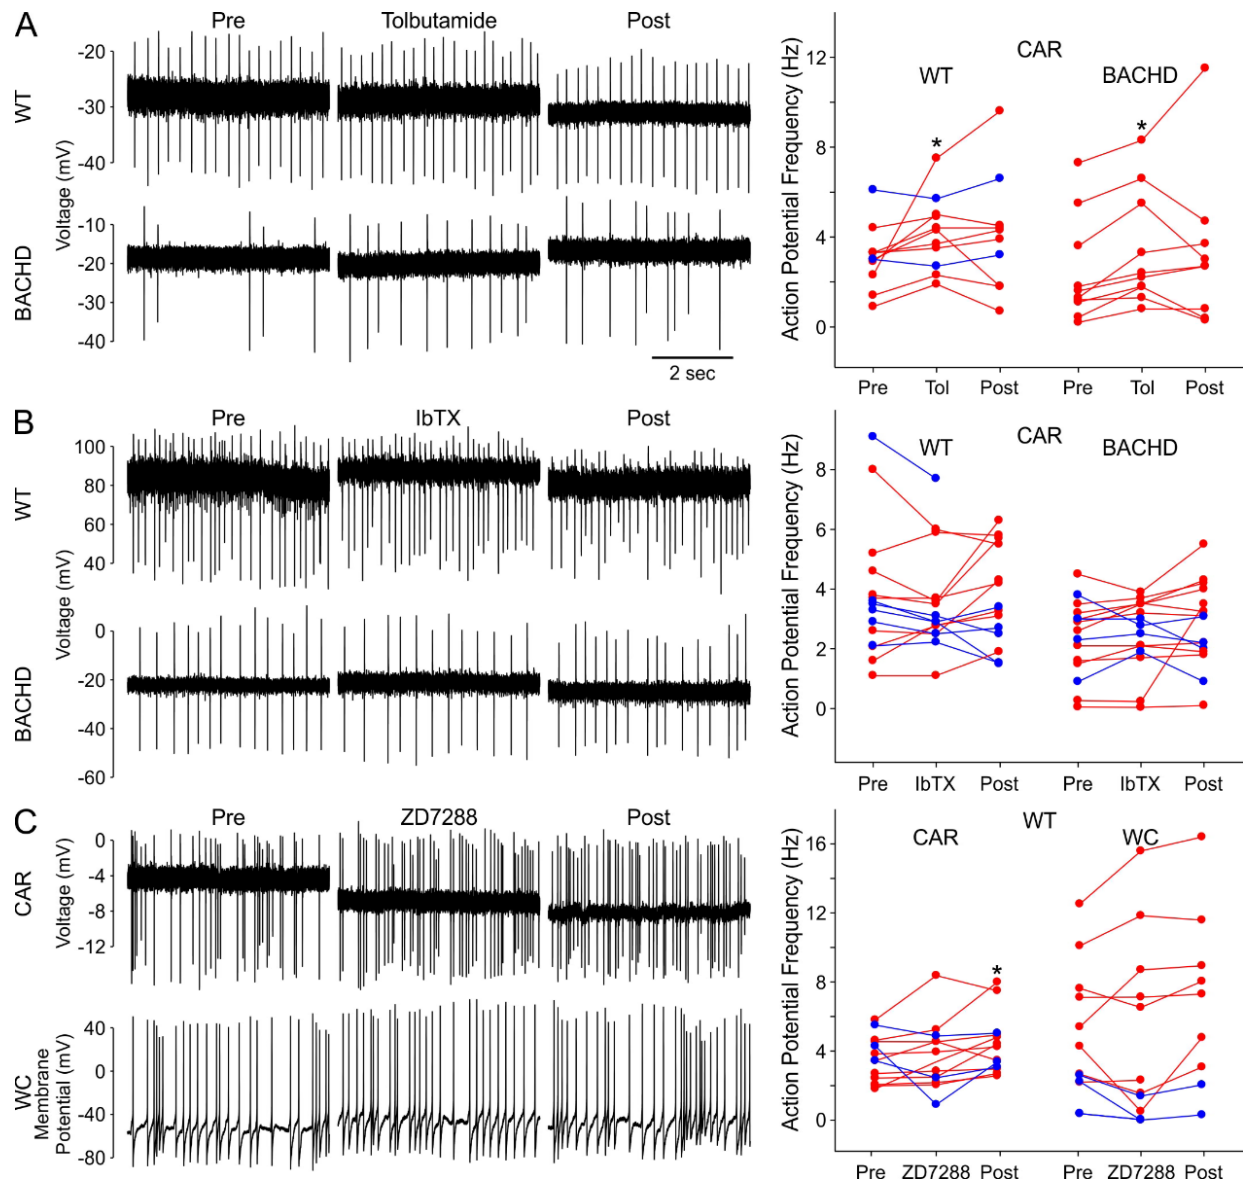 A
Pre Tolbutamide Post
WT
-20
-30
-40
BACHD
-10
-20
-30
-40
Voltage (mV)
2 sec
Action Potential Frequency (Hz)
CAR
WT BACHD
12
8
4
0
* *
Pre Tol Post Pre Tol Post
B
Pre IbTX Post
WT
100
80
60
40
BACHD
0
-20
-40
-60
Voltage (mV)
Action Potential Frequency (Hz)
CAR
WT BACHD
8
6
4
2
0
Pre IbTX Post Pre IbTX Post
C
Pre ZD7288 Post
CAR
Voltage (mV)
0
-4
-8
-12
WC
Membrane
Potential (mV)
40
0
-40
-80
Action Potential Frequency (Hz)
WT
CAR WC
16
12
8
4
0
*
Pre ZD7288 Post Pre ZD7288 Post